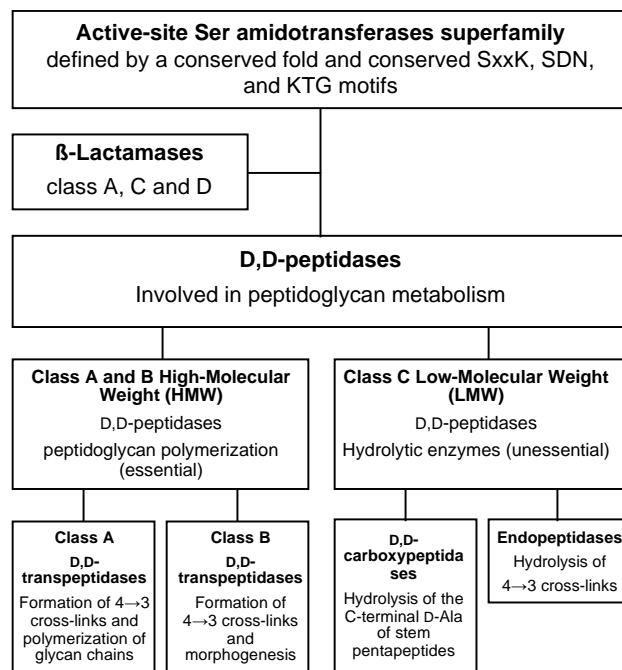 Active-site Ser amidotransferases superfamily
defined by a conserved fold and conserved SxxK, SDN,
and KTG motifs
ß-Lactamases
class A, C and D
D,D-peptidases
Involved in peptidoglycan metabolism
Class A and B High-Molecular
Weight (HMW)
D,D-peptidases
peptidoglycan polymerization
(essential)
Class C Low-Molecular Weight
(LMW)
D,D-peptidases
Hydrolytic enzymes (unessential)
Class A
D,D-
transpeptidases
Formation of 4→3
cross-links and
polymerization of
glycan chains
Class B
D,D-
transpeptidases
Formation of
4→3 cross-links
and
morphogenesis
D,D-
carboxypeptida
ses
Hydrolysis of the
C-terminal D-Ala
of stem
pentapeptides
Endopeptidases
Hydrolysis of
4→3 cross-links